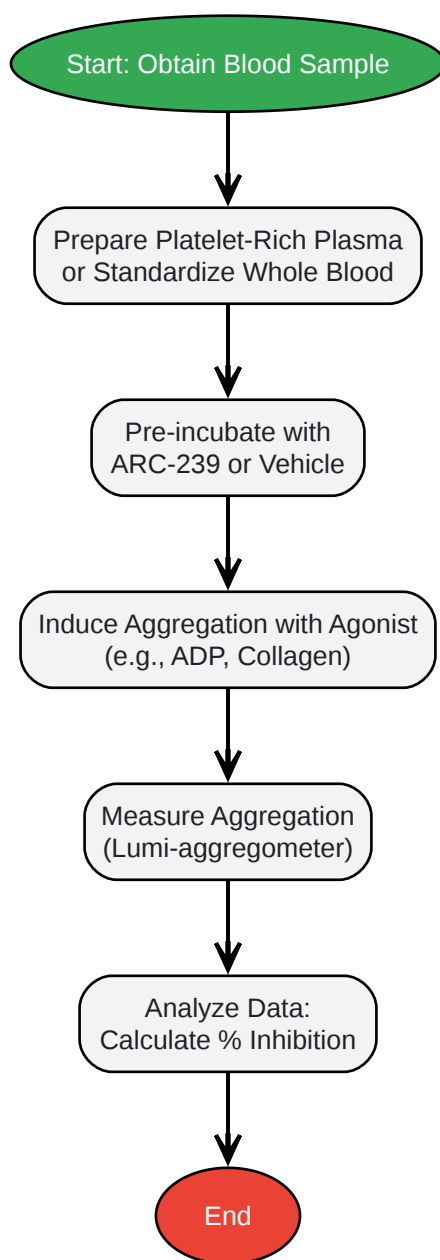 Start: Obtain Blood Sample
Prepare Platelet-Rich Plasma
or Standardize Whole Blood
Pre-incubate with
ARC-239 or Vehicle
Induce Aggregation with Agonist
(e.g., ADP, Collagen)
Measure Aggregation
(Lumi-aggregometer)
Analyze Data:
Calculate % Inhibition
End